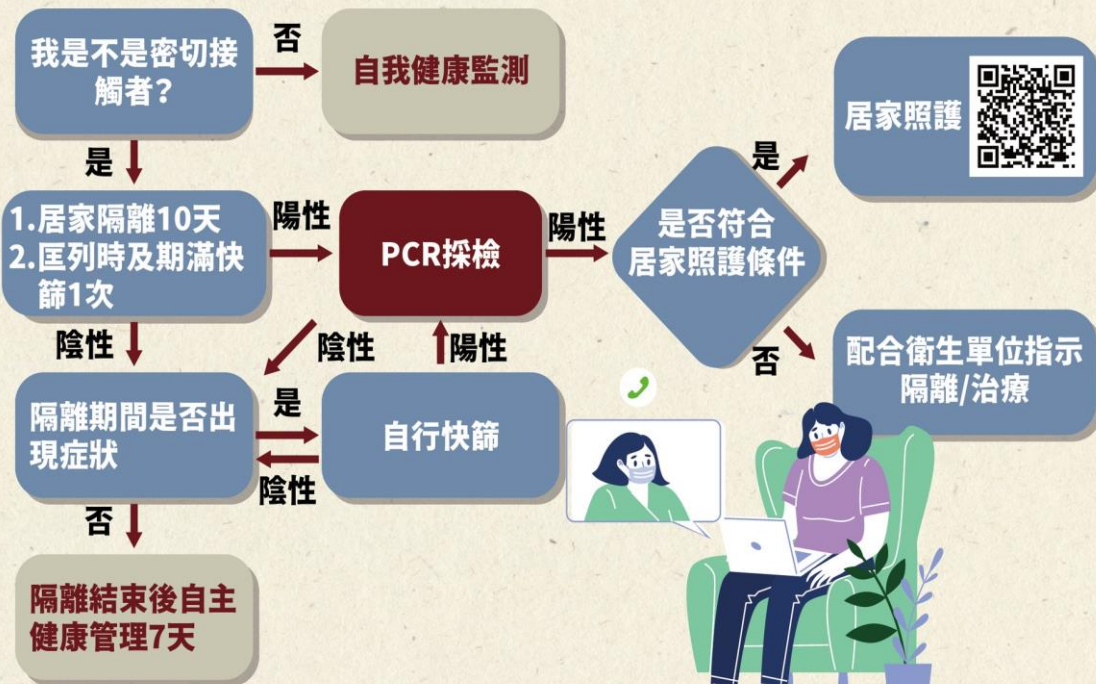 我是不是密切接
觸者?
否
自我健康監測
是
1.居家隔離10天
2.匡列時及期滿快
篩1次
陽性
PCR採檢
陽性
是否符合
居家照護條件
是
居家照護
否
配合衛生單位指示
隔離/治療
陰性
陰性
陽性
隔離期間是否出
現症狀
是
陰性
自行快篩
否
隔離結束後自主
健康管理7天